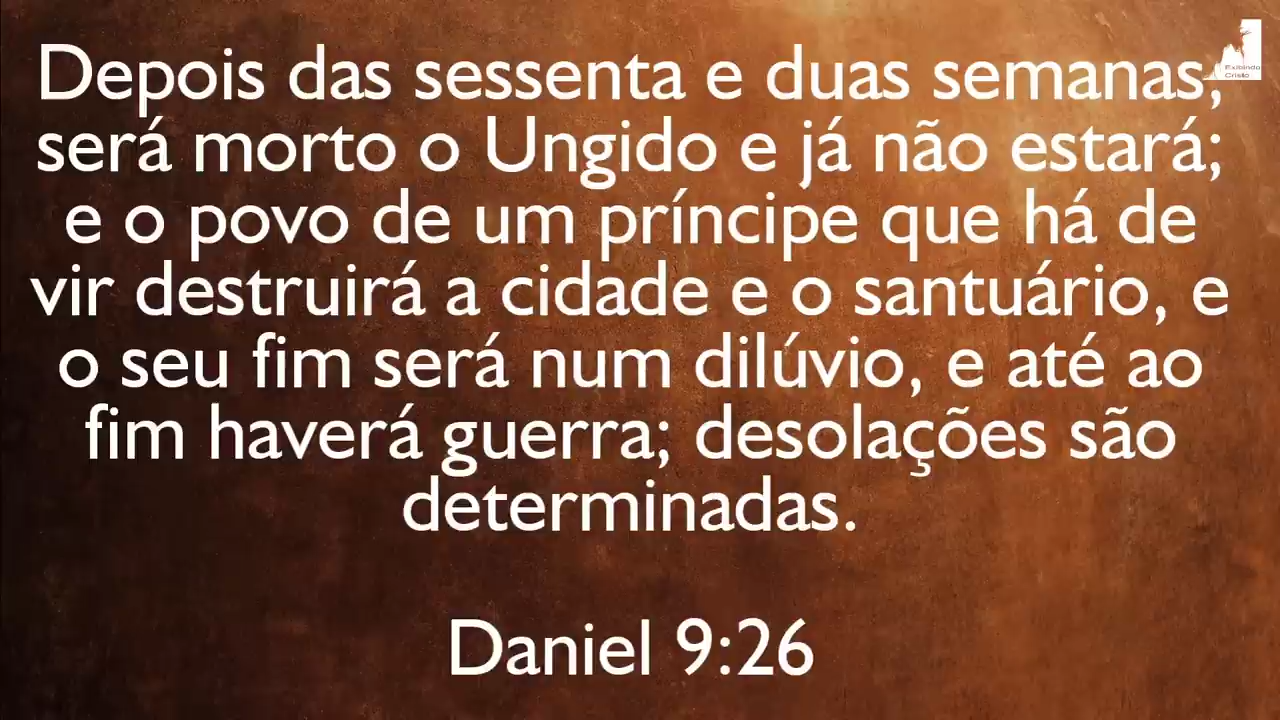 Depois das sessenta e duas semanas,
será morto o Ungido e já não estará;
e o povo de um príncipe que há de
vir destruirá a cidade e o santuário, e
o seu fim será num dilúvio, e até ao
fim haverá guerra; desolações são
determinadas.
Daniel 9:26
Exibindo
Cristo